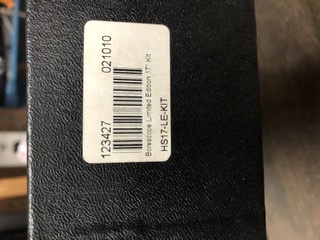 123427 021010
Borescope Limited Edition 17" Kit
HS17-LE-KIT